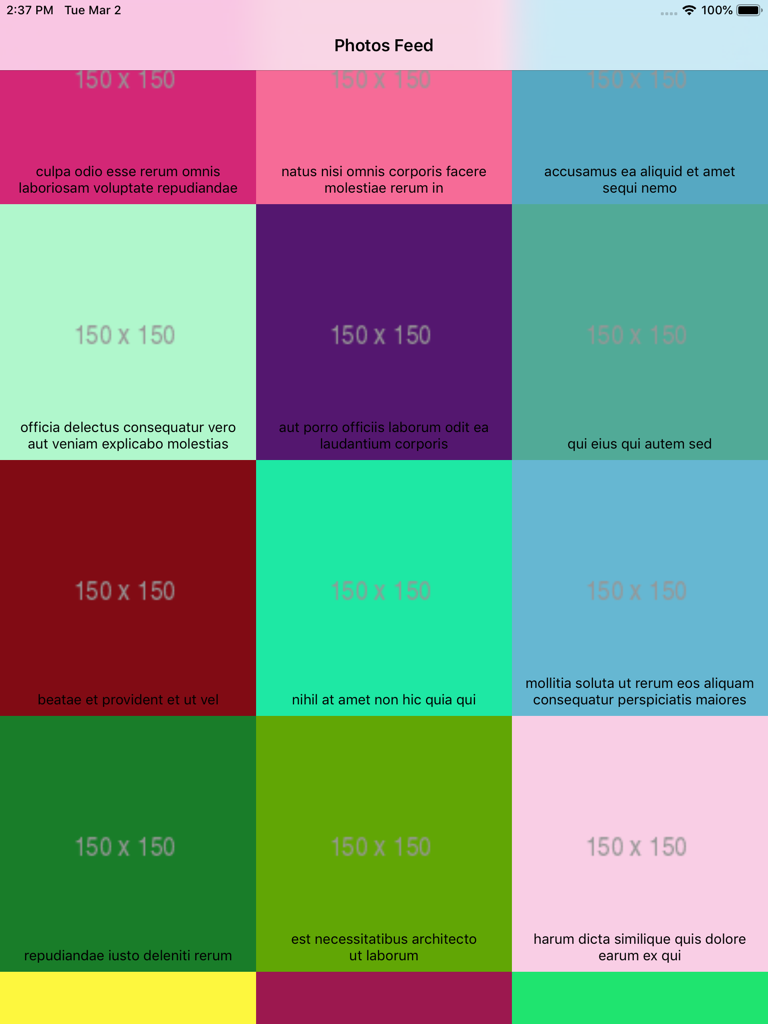 2:37 PM Tue Mar 2
100%
Photos Feed
150 x 150
150 x 150
150 x 150
culpa odio esse rerum omnis
laboriosam voluptate repudiandae
natus nisi omnis corporis facere
molestiae rerum in
accusamus ea aliquid et amet
sequi nemo
150 x 150
150 x 150
150 x 150
officia delectus consequatur vero
aut veniam explicabo molestias
aut porro officiis laborum odit ea
laudantium corporis
qui eius qui autem sed
150 x 150
150 x 150
150 x 150
beatae et provident et ut vel
nihil at amet non hic quia qui
mollitia soluta ut rerum eos aliquam
consequatur perspiciatis maiores
150 x 150
150 x 150
150 x 150
repudiandae iusto deleniti rerum
est necessitatibus architecto
ut laborum
harum dicta similique quis dolore
earum ex qui